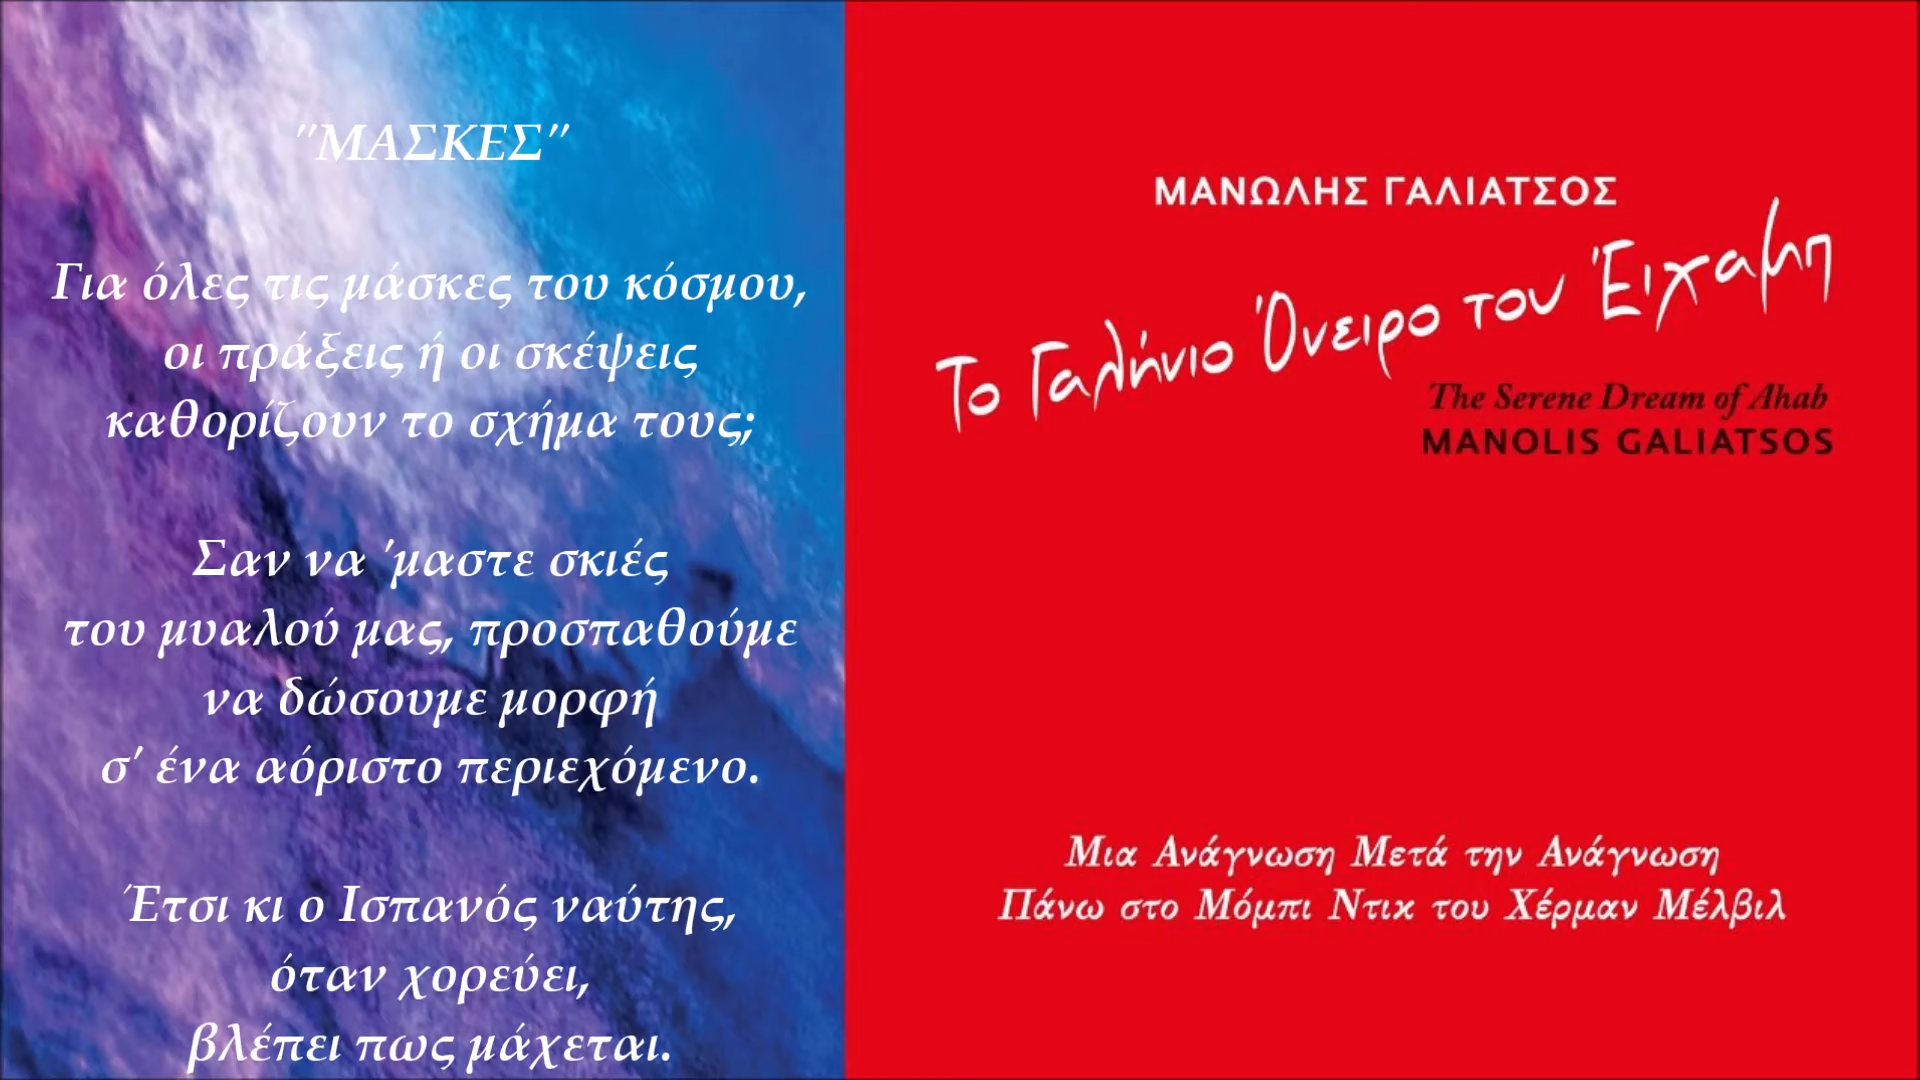 "ΜΑΣΚΕΣ"
Για όλες τις μάσκες του κόσμου,
οι πράξεις ή οι σκέψεις
καθορίζουν το σχήμα τους;
Σαν να 'μαστε σκιές
του μυαλού μας, προσπαθούμε
να δώσουμε μορφή
σ' ένα αόριστο περιεχόμενο.
Έτσι κι ο Ισπανός ναύτης,
όταν χορεύει,
βλέπει πως μάχεται.
ΜΑΝΩΛΗΣ ΓΑΛΙΑΤΣΟΣ
Το Γαλήνιο Όνειρο του Έιχαμπ
The Serene Dream of Ahab
MANOLIS GALIATSOS
Μια Ανάγνωση Μετά την Ανάγνωση
Πάνω στο Μόμπι Ντικ του Χέρμαν Μέλβιλ